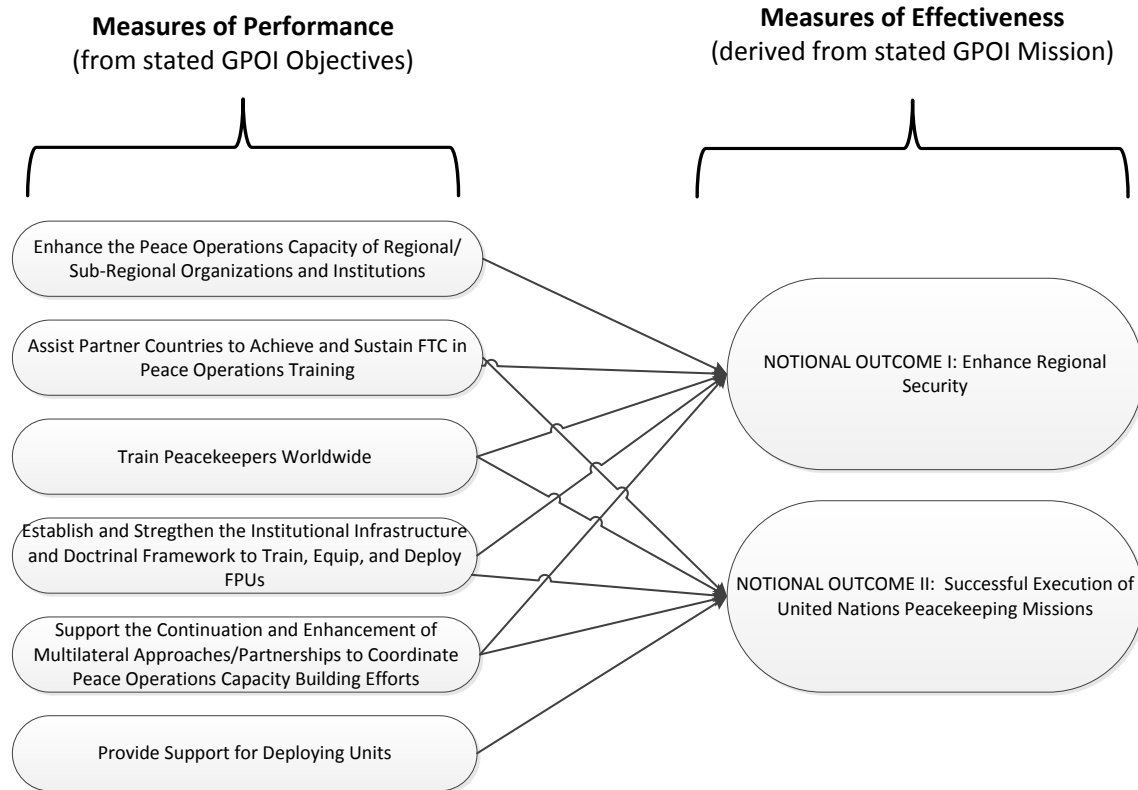 Measures of Performance
(from stated GPOI Objectives)
Measures of Effectiveness
(derived from stated GPOI Mission)
Enhance the Peace Operations Capacity of Regional/
Sub-Regional Organizations and Institutions
Assist Partner Countries to Achieve and Sustain FTC in
Peace Operations Training
Train Peacekeepers Worldwide
Establish and Stregthen the Institutional Infrastructure
and Doctrinal Framework to Train, Equip, and Deploy
FPUs
Support the Continuation and Enhancement of
Multilateral Approaches/Partnerships to Coordinate
Peace Operations Capacity Building Efforts
Provide Support for Deploying Units
NOTIONAL OUTCOME I: Enhance Regional
Security
NOTIONAL OUTCOME II:  Successful Execution of
United Nations Peacekeeping Missions